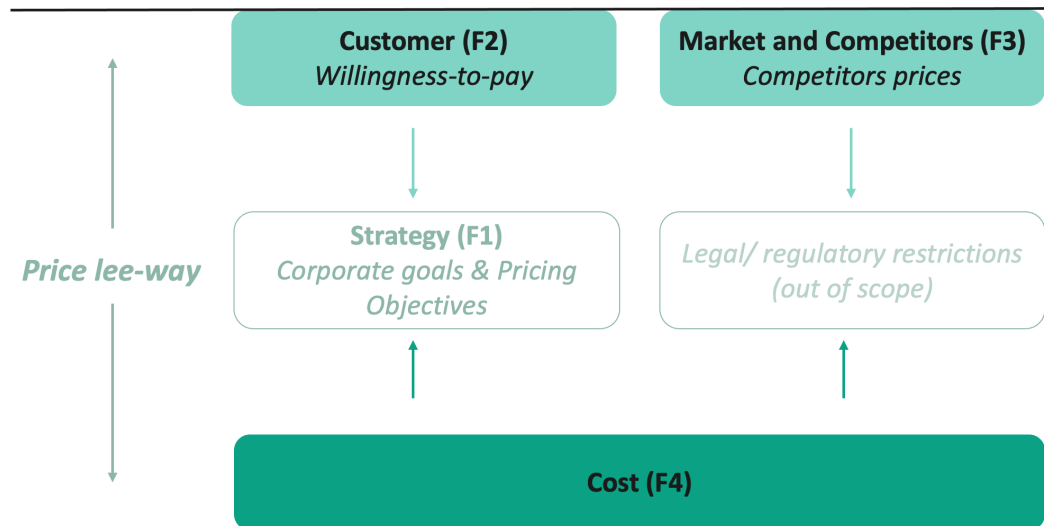 Customer (F2)
Willingness-to-pay
Market and Competitors (F3)
Competitors prices
Price lee-way
Strategy (F1)
Corporate goals & Pricing
Objectives
Legal/ regulatory restrictions
(out of scope)
Cost (F4)